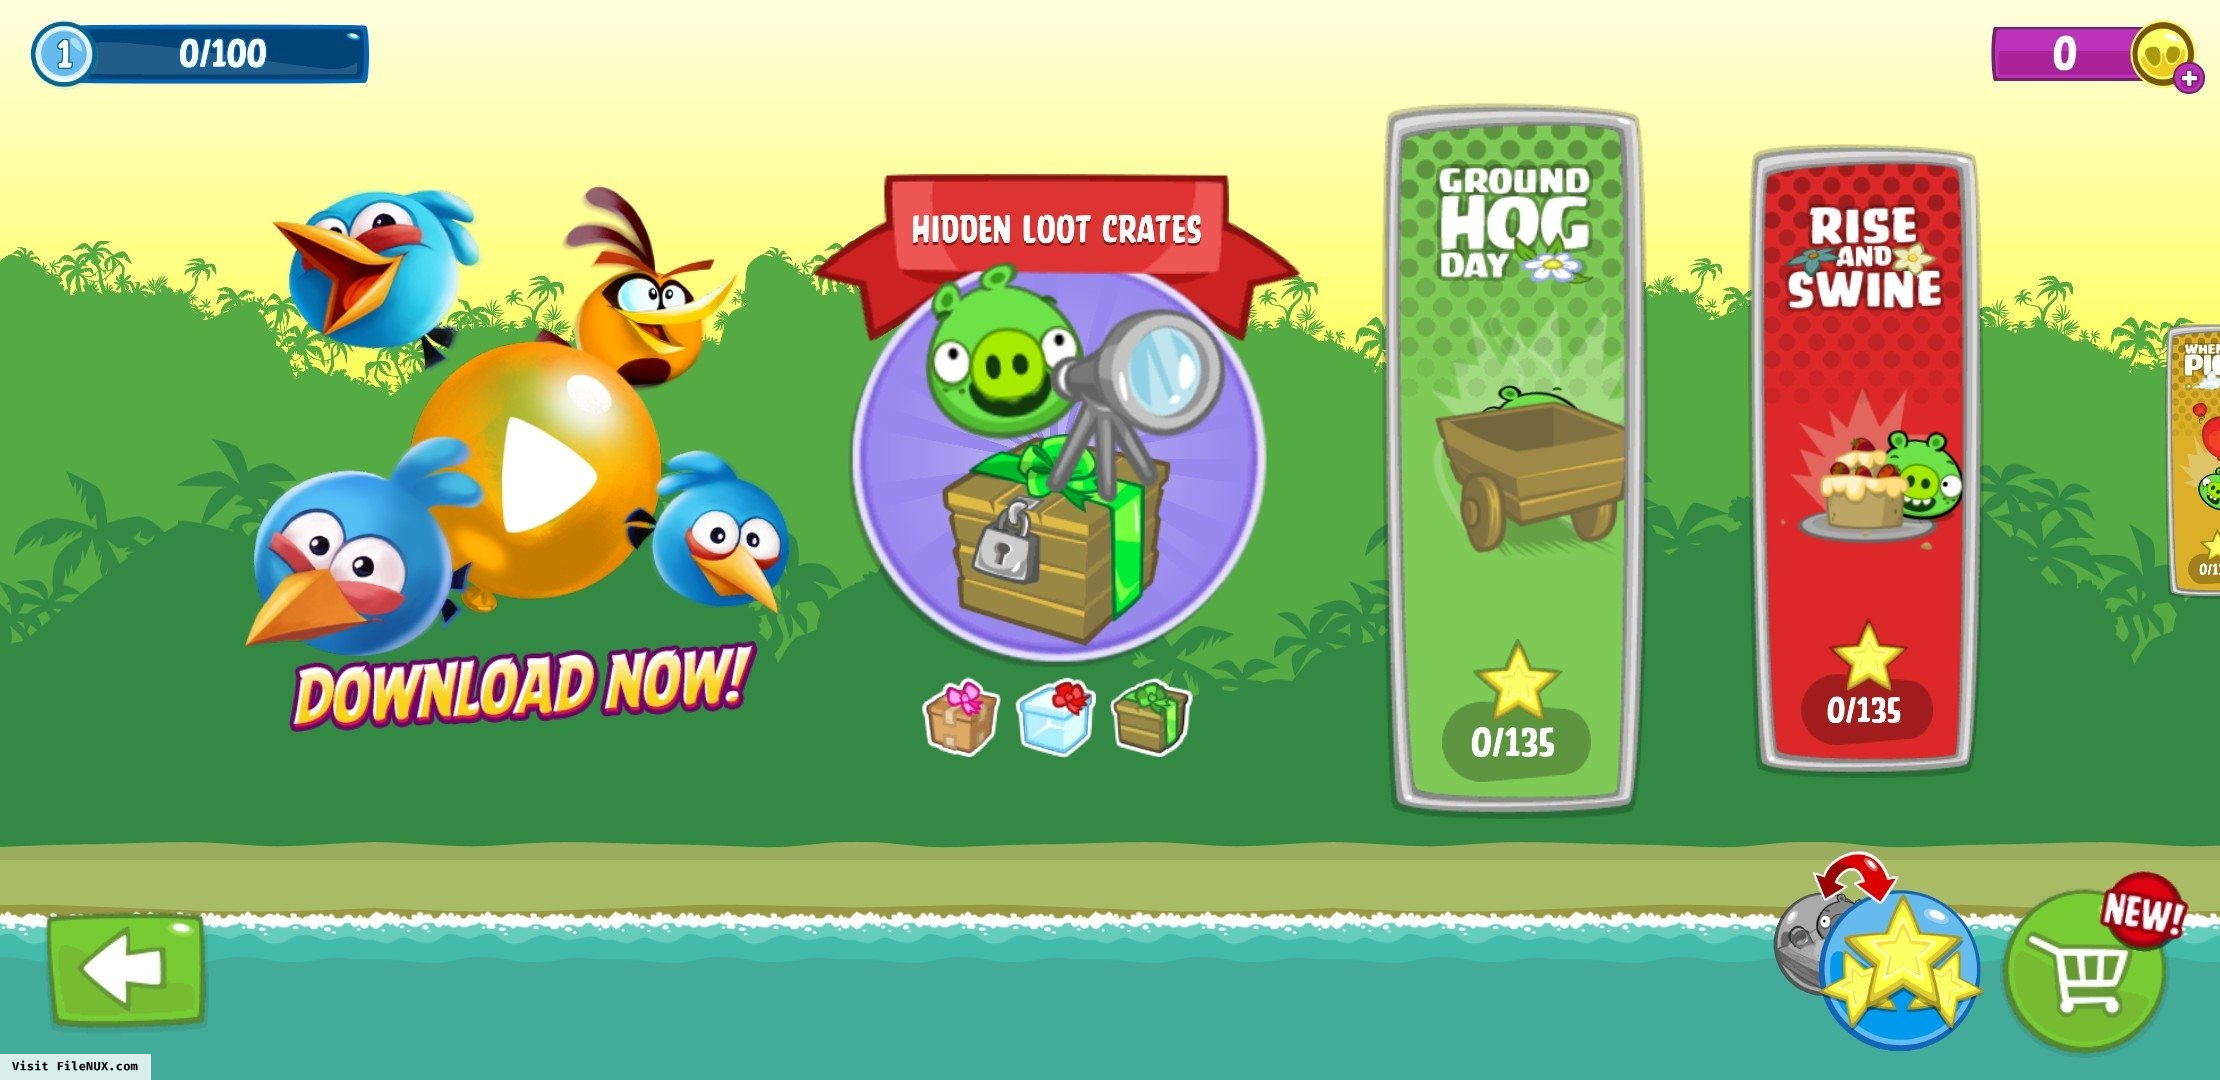 1
0/100
0
HIDDEN LOOT CRATES
GROUND
HOG
DAY
RISE
AND
SWINE
DOWNLOAD NOW!
0/135
0/135
NEW!
Visit FileNUX.com